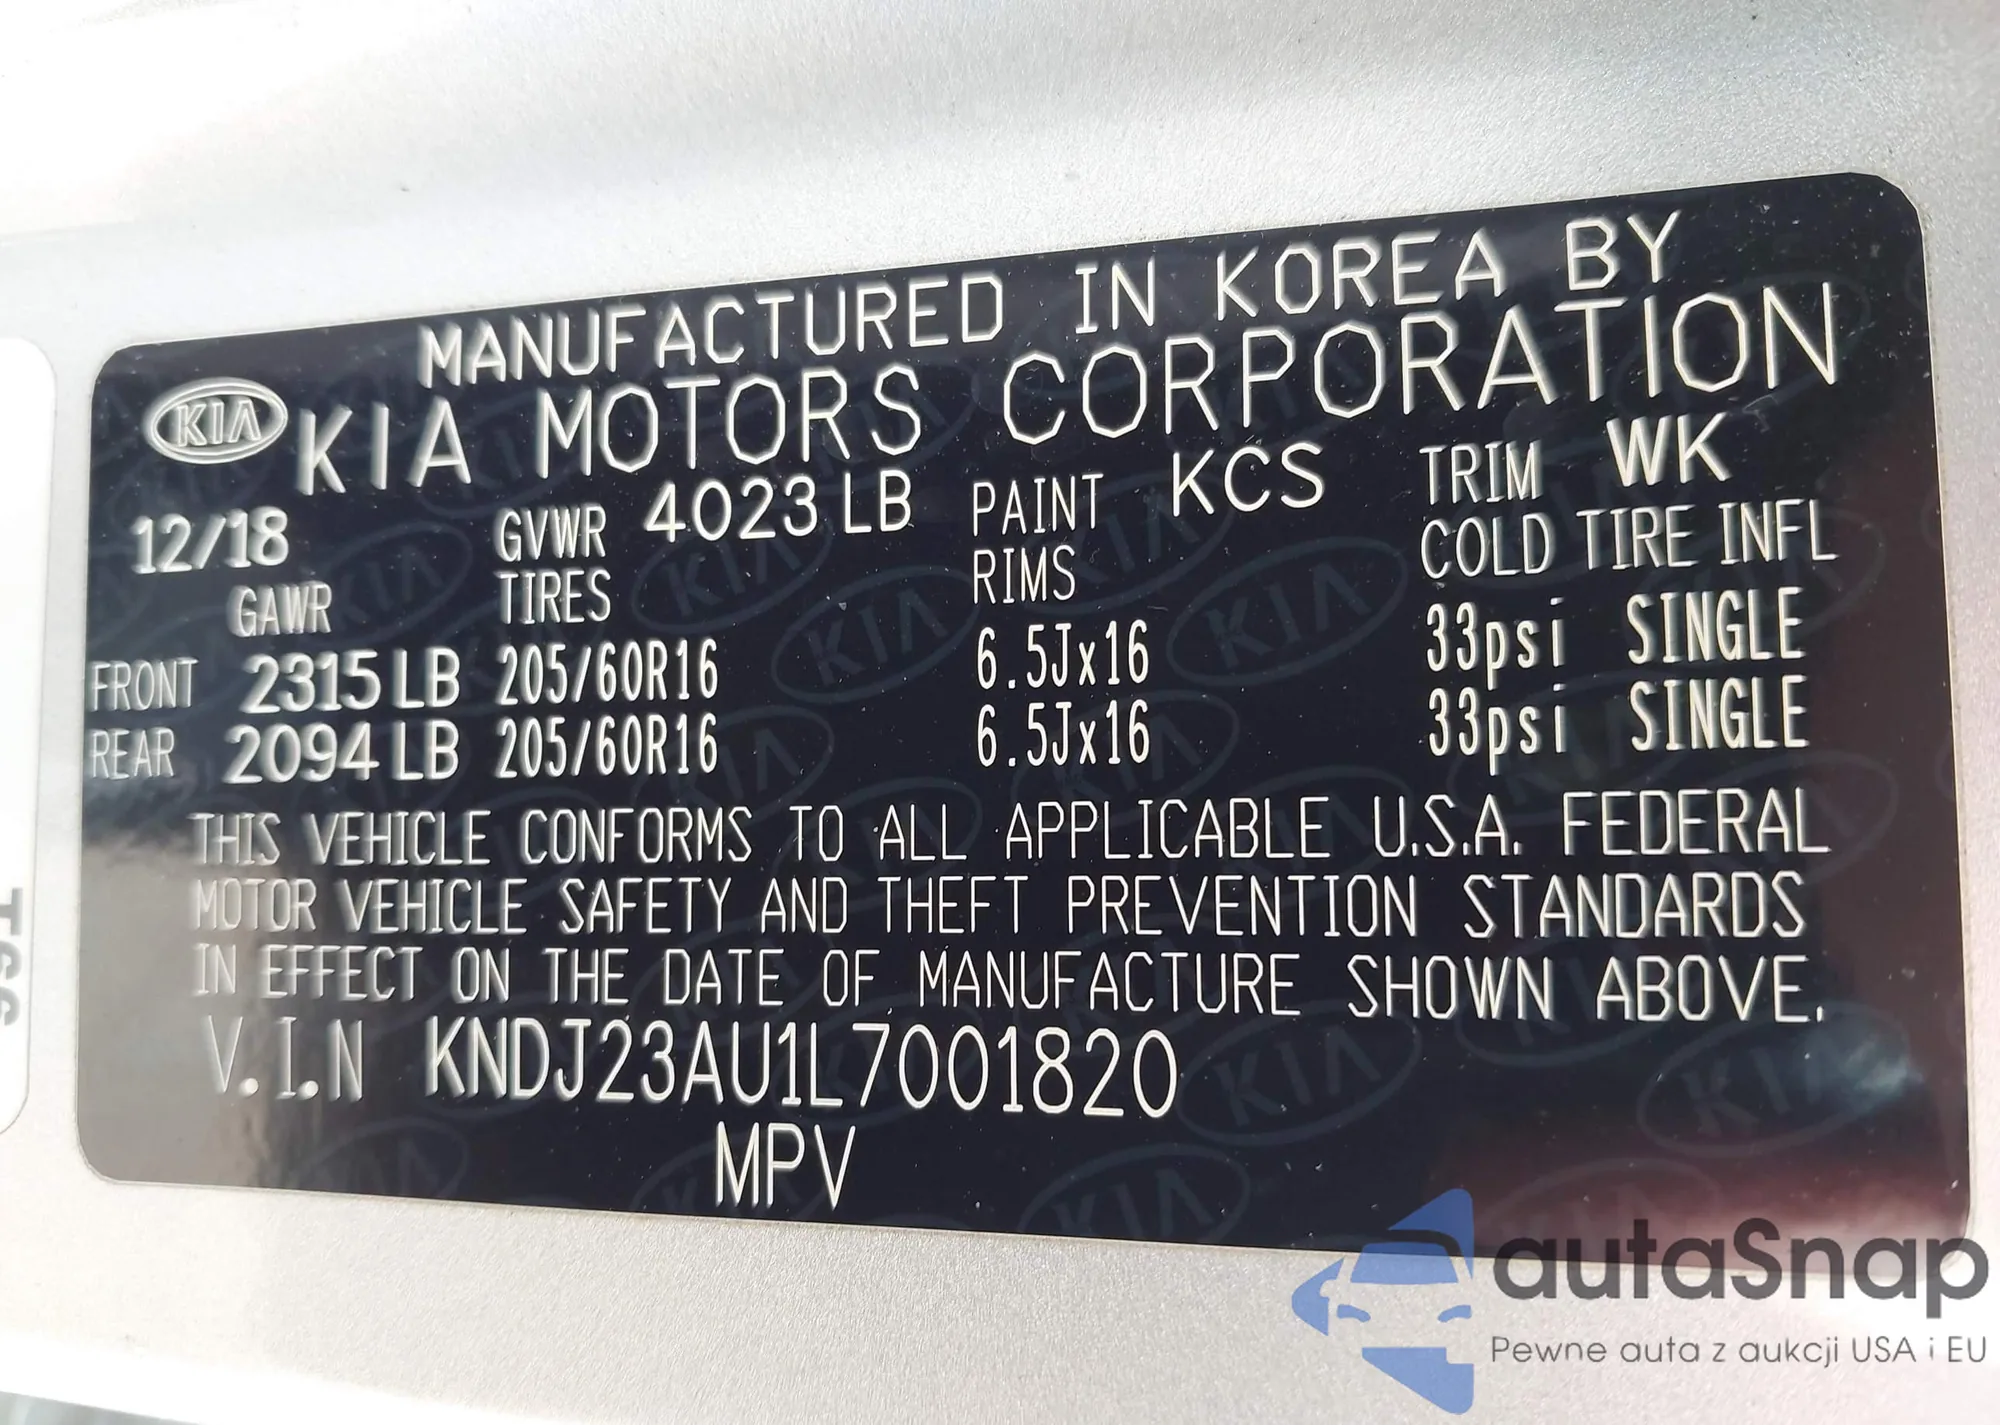 MANUFACTURED IN KOREA BY
KIA KIA MOTORS CORPORATION
12/18 GVWR 4023 LB PAINT KCS TRIM WK
GAWR TIRES RIMS COLD TIRE INFL
FRONT 2315 LB 205/60R16 6.5Jx16 33psi SINGLE
REAR 2094 LB 205/60R16 6.5Jx16 33psi SINGLE
THIS VEHICLE CONFORMS TO ALL APPLICABLE U.S.A. FEDERAL
MOTOR VEHICLE SAFETY AND THEFT PREVENTION STANDARDS
IN EFFECT ON THE DATE OF MANUFACTURE SHOWN ABOVE.
V.I.N KNDJ23AU1L7001820
MPV
autaSnap
Pewne auta z aukcji USA i EU